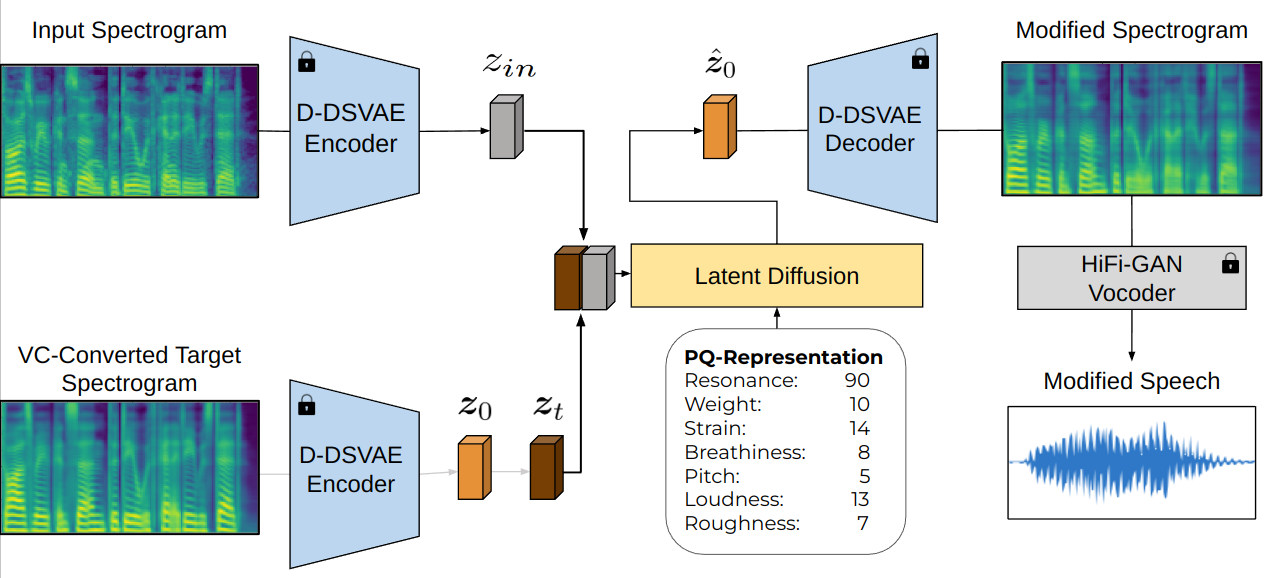 Input Spectrogram
D-DSVAE
Encoder
z_{in}
ẑ_0
D-DSVAE
Decoder
Modified Spectrogram
Latent Diffusion
HiFi-GAN
Vocoder
VC-Converted Target
Spectrogram
D-DSVAE
Encoder
z_0
z_t
PQ-Representation
Resonance: 90
Weight: 10
Strain: 14
Breathiness: 8
Pitch: 5
Loudness: 13
Roughness: 7
Modified Speech